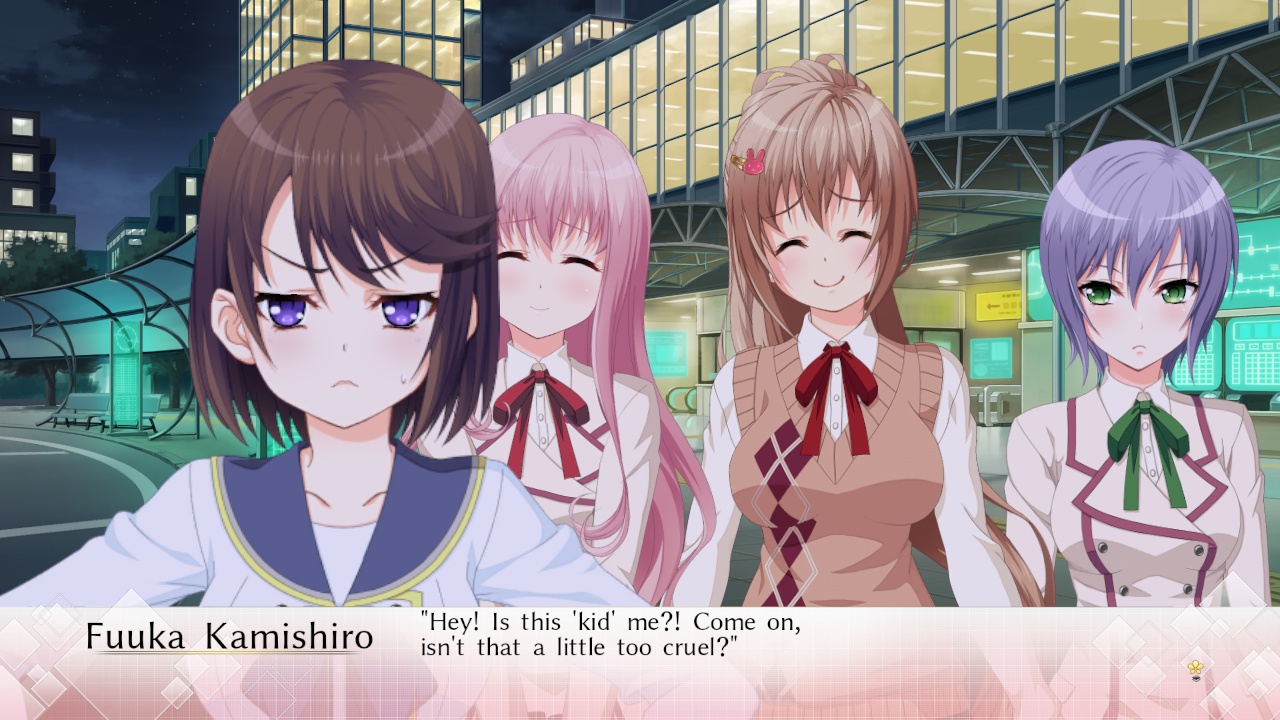 Fuuka Kamishiro
"Hey! Is this 'kid' me?! Come on,
isn't that a little too cruel?"